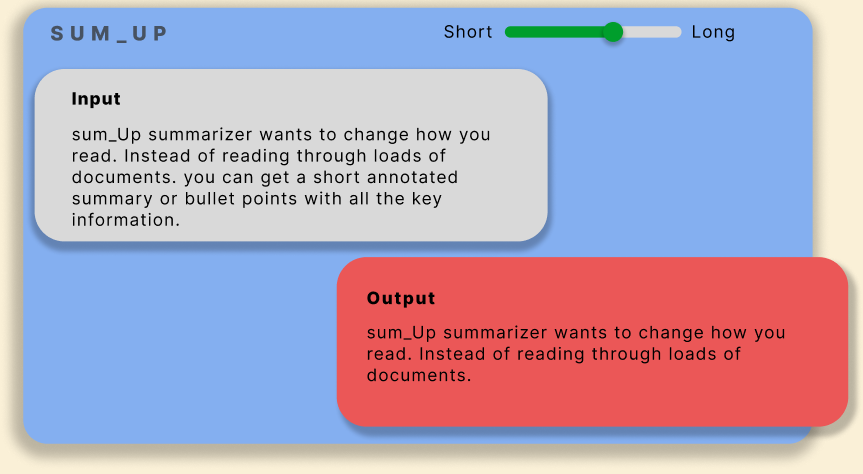 SUM_UP
Short
Long
Input
sum_Up summarizer wants to change how you
read. Instead of reading through loads of
documents. you can get a short annotated
summary or bullet points with all the key
information.
Output
sum_Up summarizer wants to change how you
read. Instead of reading through loads of
documents.